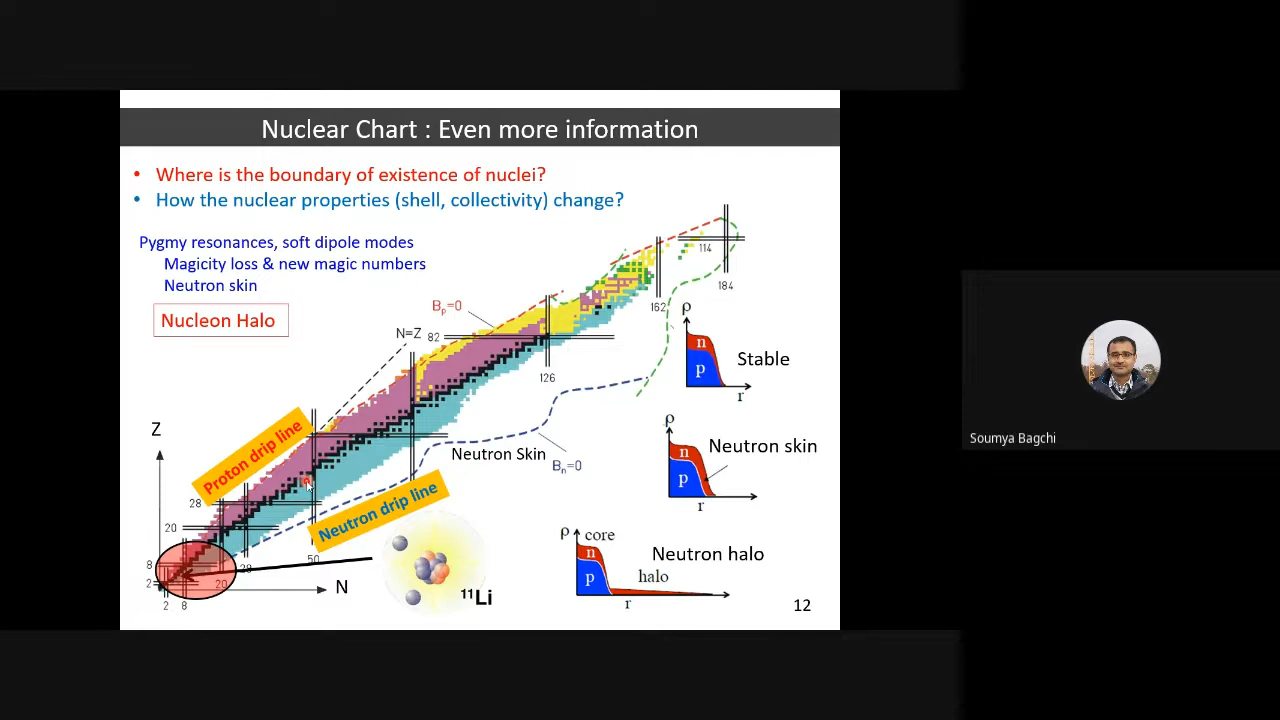 Nuclear Chart : Even more information
• Where is the boundary of existence of nuclei?
• How the nuclear properties (shell, collectivity) change?
Pygmy resonances, soft dipole modes
Magicity loss & new magic numbers
Neutron skin
Nucleon Halo
Bp=0
N=Z
82
114
184
162
126
ρ
n
p
r
Stable
Z
Proton drip line
Neutron Skin
Bn=0
ρ
n
p
r
Neutron skin
28
20
Neutron drip line
50
28
8
2
20
2
8
N
11Li
ρ
core
n
p
halo
r
Neutron halo
12
Soumya Bagchi